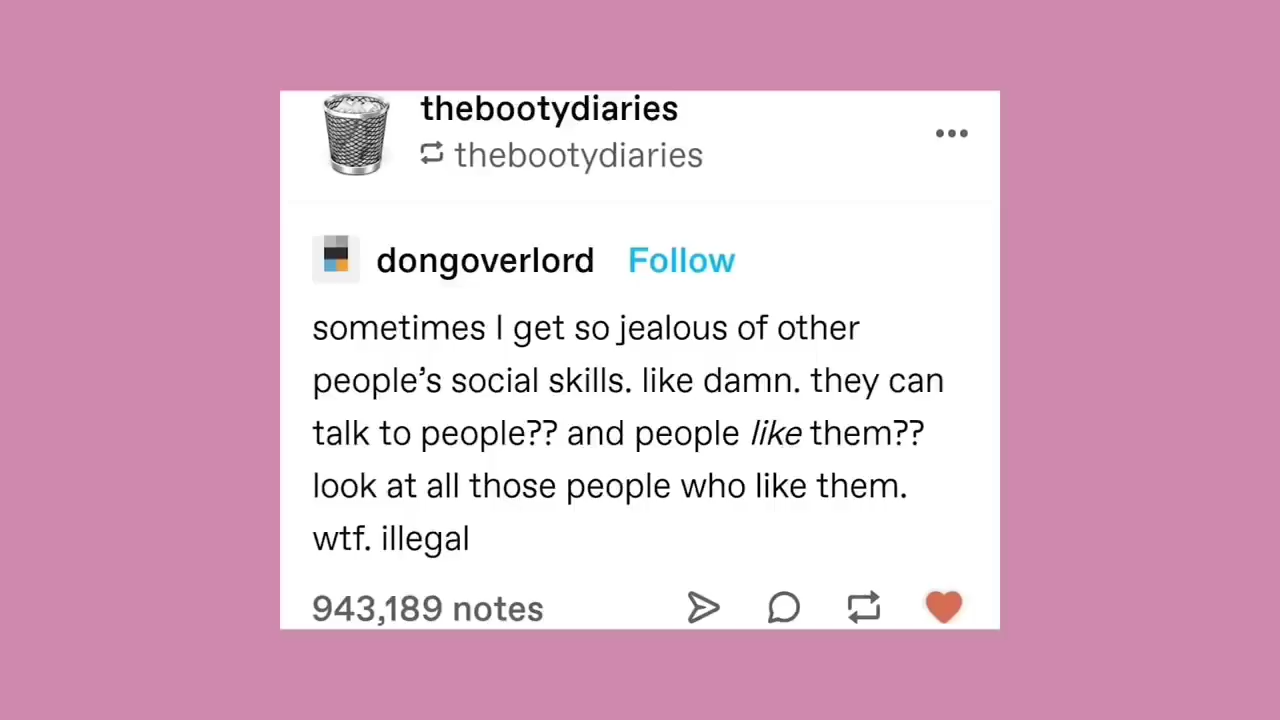 thebootydiaries
thebootydiaries
dongoverlord Follow
sometimes I get so jealous of other
people’s social skills. like damn. they can
talk to people?? and people like them??
look at all those people who like them.
wtf. illegal
943,189 notes